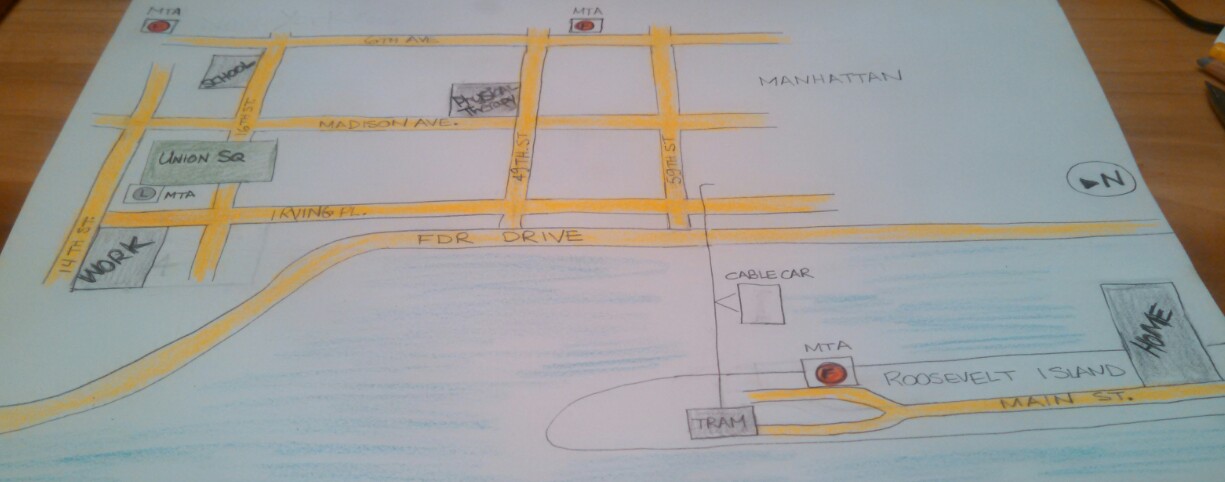 MTA
F
MTA
F
6TH AVE
SCHOOL
MANHATTAN
PHYSICAL
THERAPY
16TH ST
MADISON AVE.
UNION SQ
49TH ST
59TH ST
N
L
MTA
IRVING PL.
14TH ST.
WORK
FDR DRIVE
CABLE CAR
HOME
MTA
F
ROOSEVELT ISLAND
MAIN ST.
TRAM